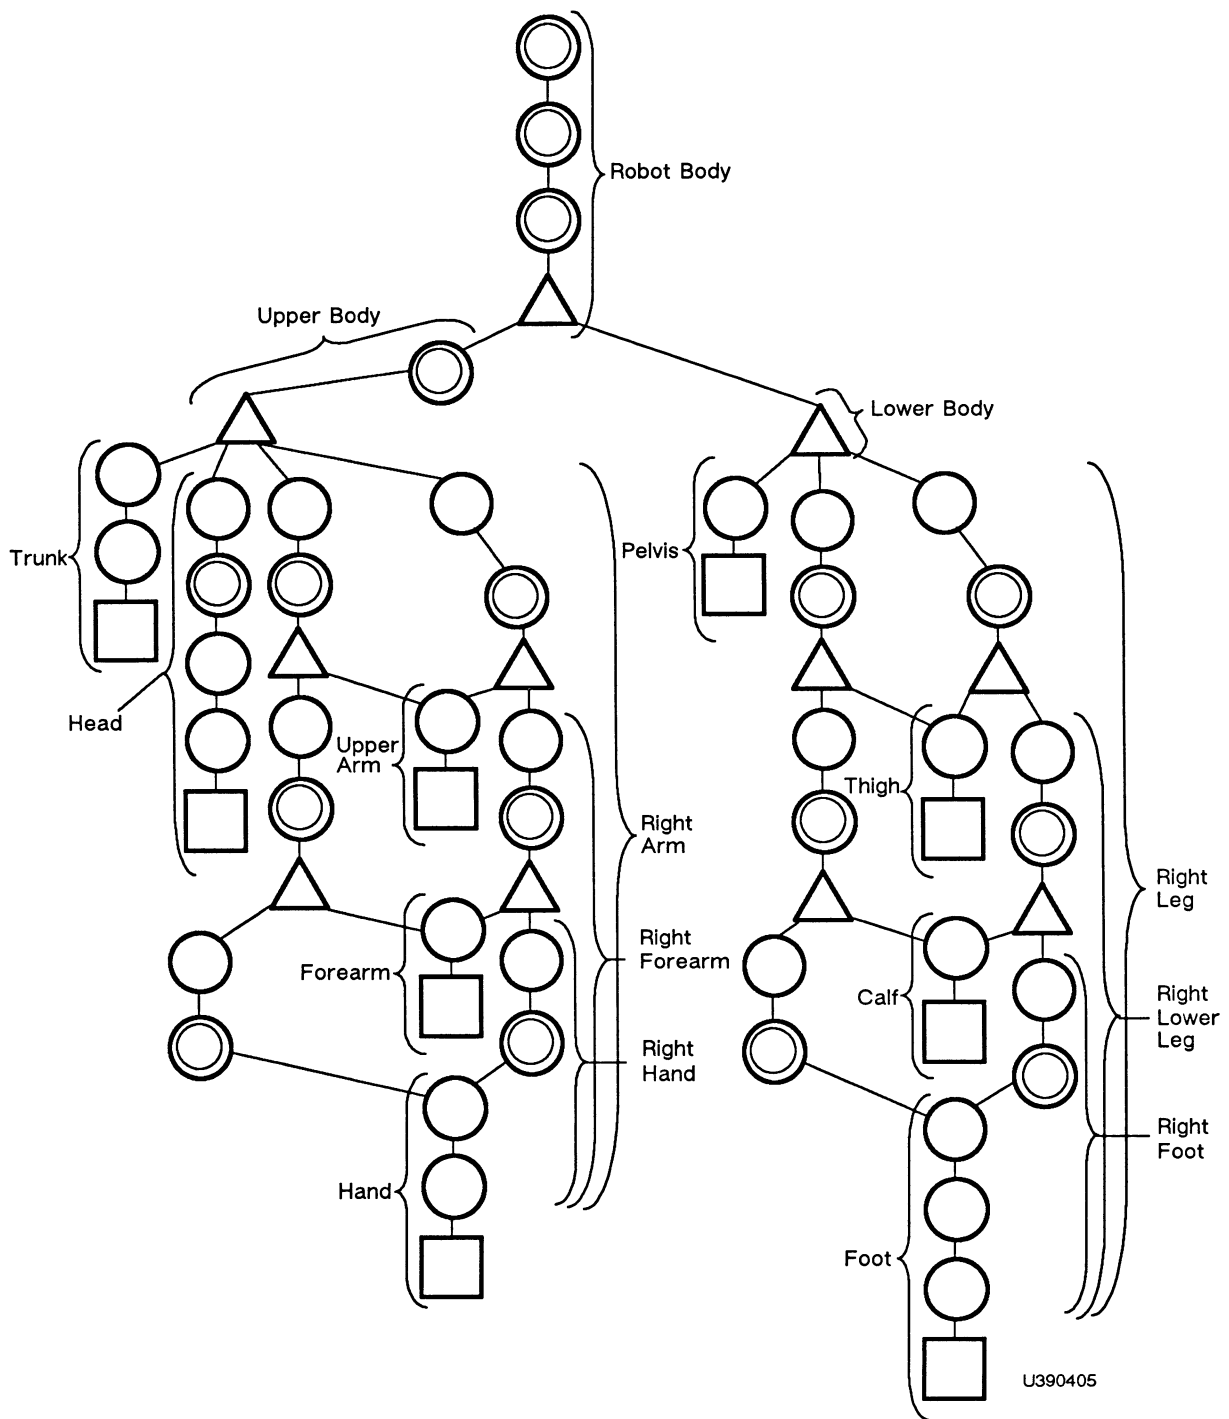 Robot Body
Upper Body
Lower Body
Trunk
Pelvis
Head
Upper
Arm
Thigh
Right
Arm
Right
Leg
Right
Forearm
Forearm
Calf
Right
Lower
Leg
Right
Hand
Right
Foot
Hand
Foot
U390405